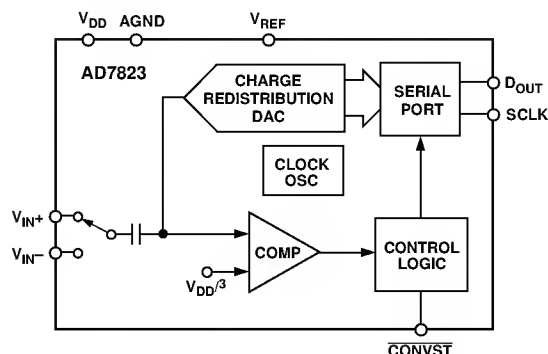 VDD AGND
VREF
AD7823
CHARGE
REDISTRIBUTION
DAC
SERIAL
PORT
DOUT
SCLK
CLOCK
OSC
VIN+
VIN–
COMP
VDD/3
CONTROL
LOGIC
CONVST